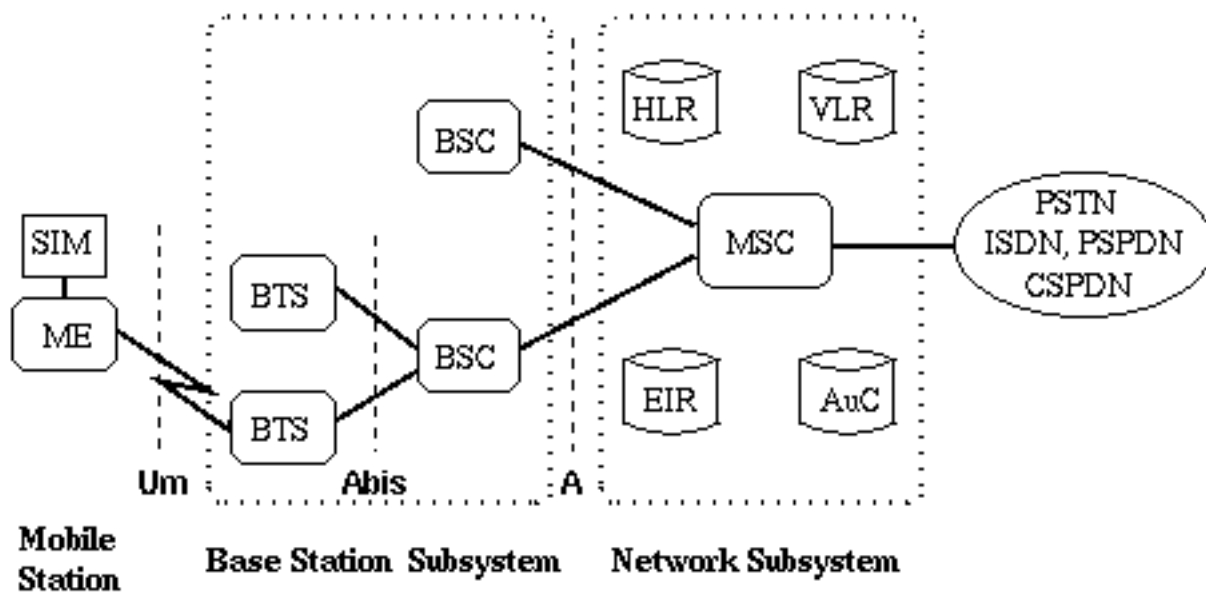 HLR
VLR
BSC
SIM
MSC
PSTN
ISDN, PSPDN
CSPDN
BTS
ME
BSC
EIR
AuC
BTS
Um
Abis
A
Mobile
Station
Base Station Subsystem
Network Subsystem